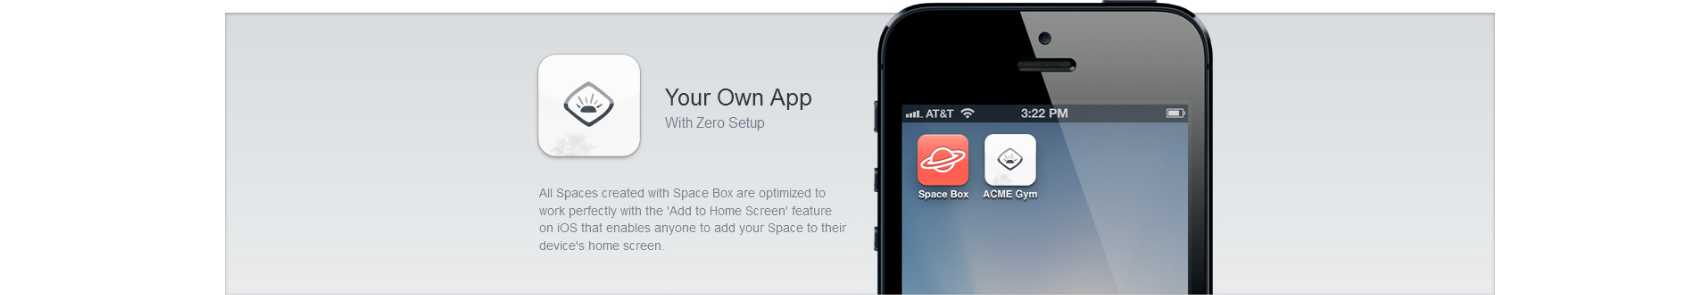 Your Own App
With Zero Setup
All Spaces created with Space Box are optimized to
work perfectly with the 'Add to Home Screen' feature
on iOS that enables anyone to add your Space to their
device's home screen.
AT&T 3:22 PM
Space Box ACME Gym